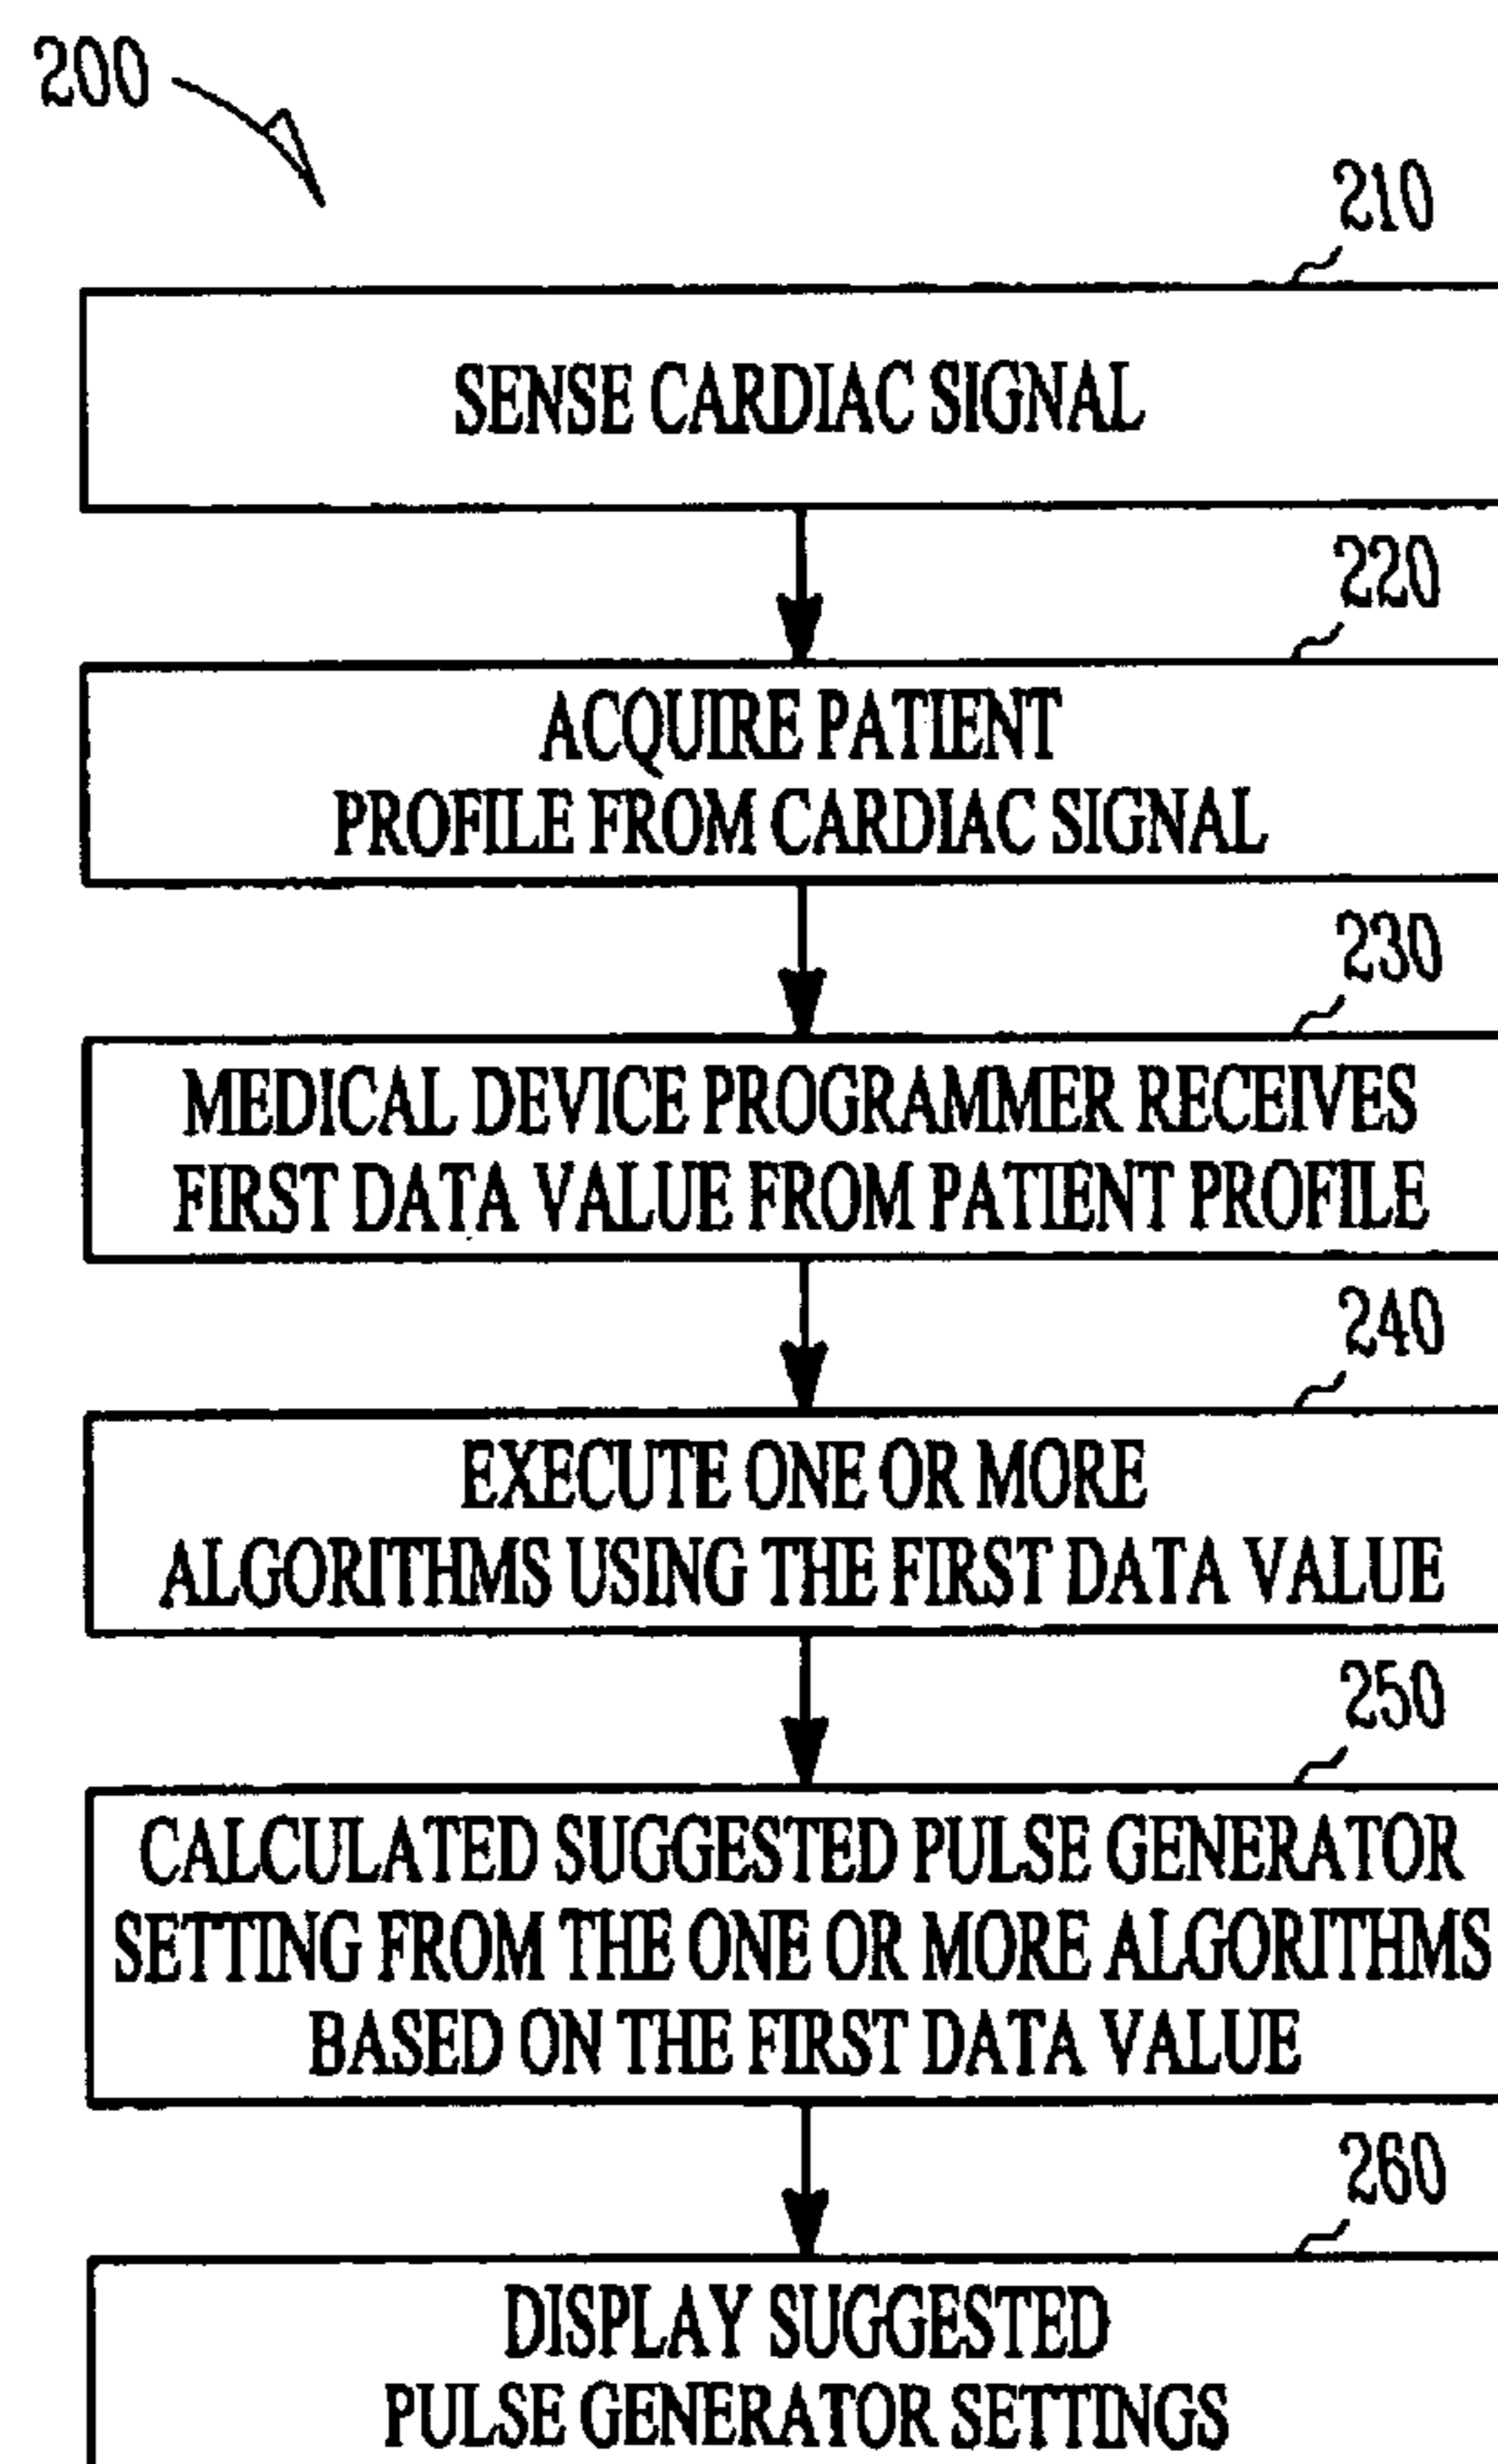 200
210
SENSE CARDIAC SIGNAL
220
ACQUIRE PATIENT
PROFILE FROM CARDIAC SIGNAL
230
MEDICAL DEVICE PROGRAMMER RECEIVES
FIRST DATA VALUE FROM PATIENT PROFILE
240
EXECUTE ONE OR MORE
ALGORITHMS USING THE FIRST DATA VALUE
250
CALCULATED SUGGESTED PULSE GENERATOR
SETTING FROM THE ONE OR MORE ALGORITHMS
BASED ON THE FIRST DATA VALUE
260
DISPLAY SUGGESTED
PULSE GENERATOR SETTINGS